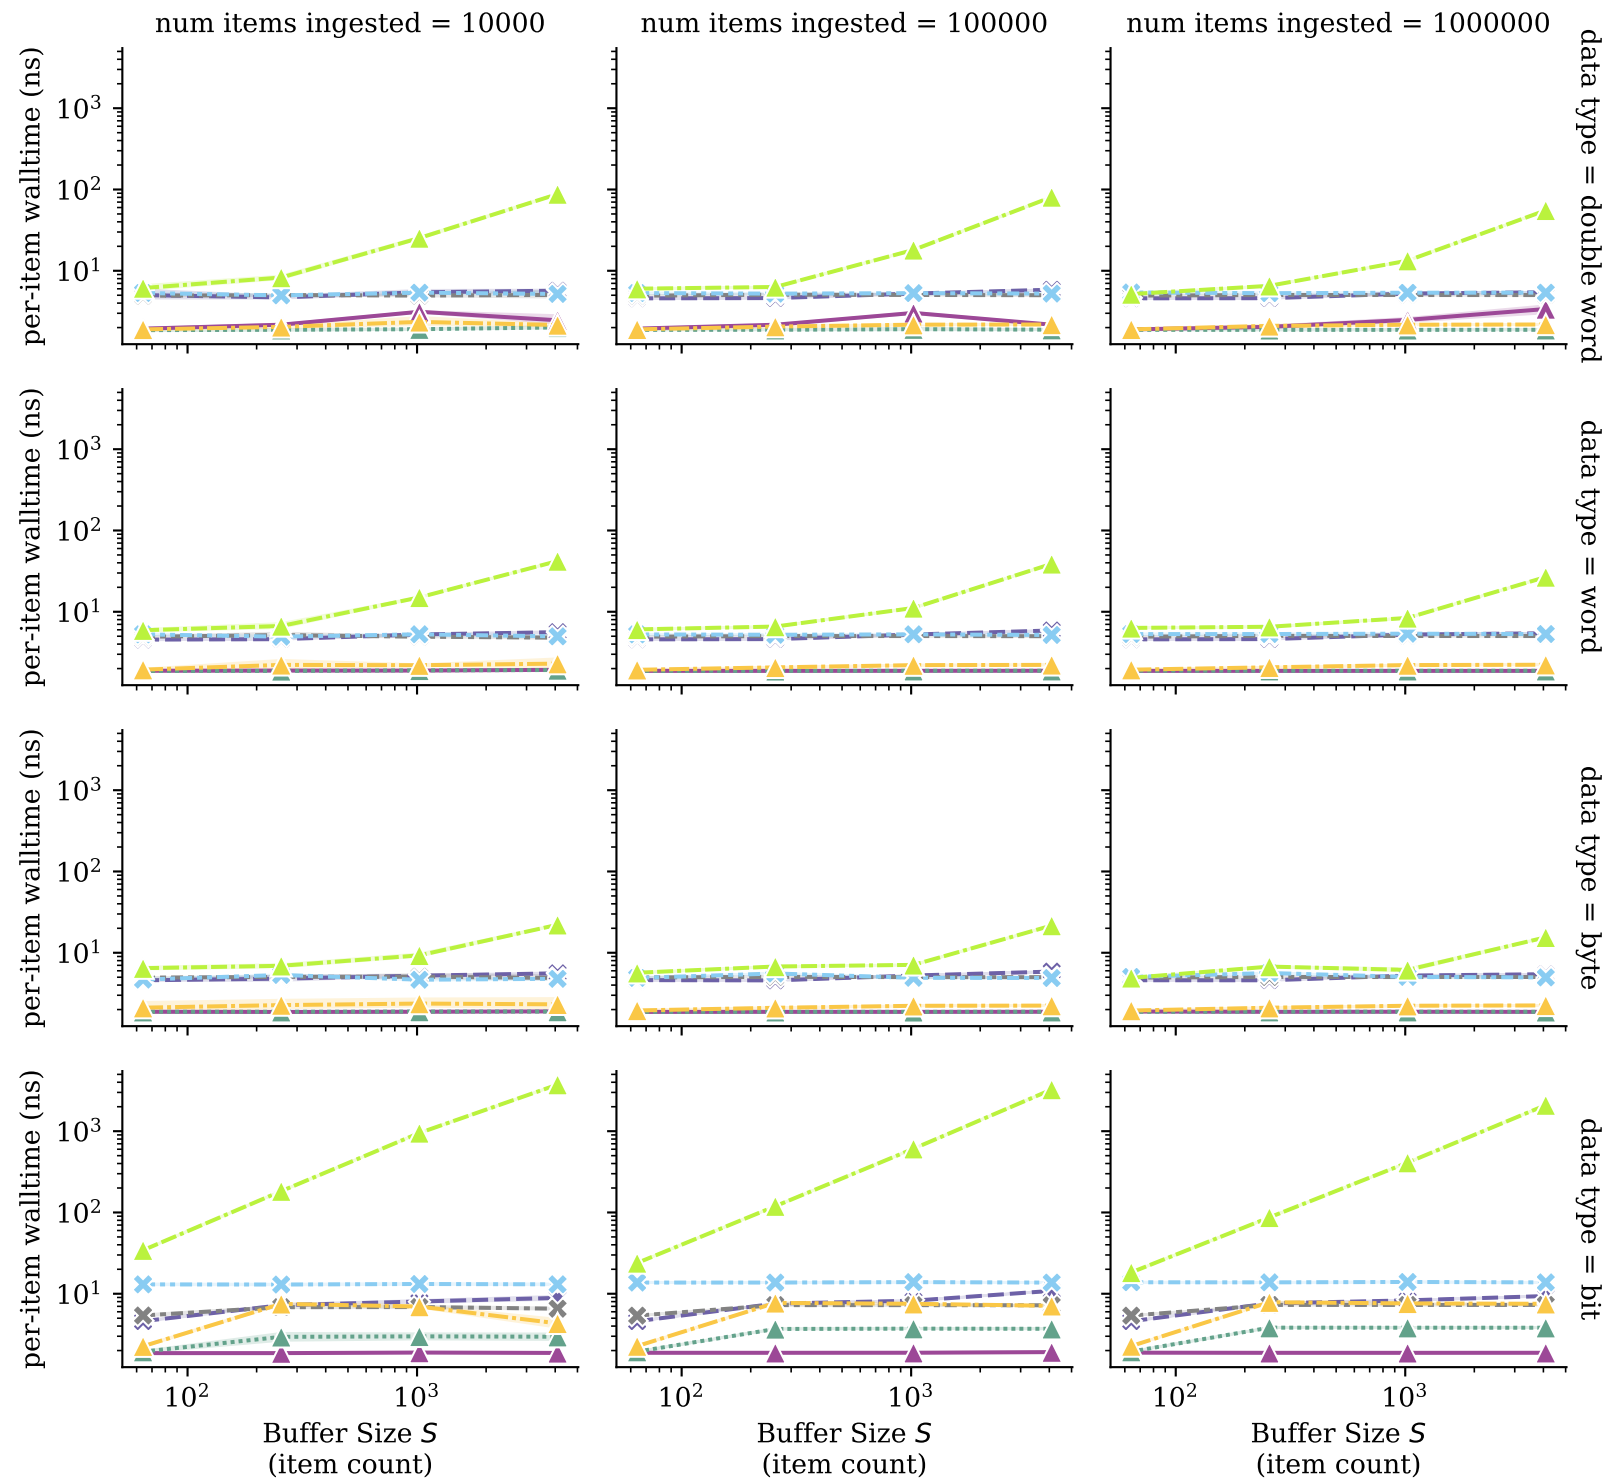 num items ingested = 10000
num items ingested = 100000
num items ingested = 1000000
per-item walltime (ns)
10³
10²
10¹
data type = double word
per-item walltime (ns)
10³
10²
10¹
data type = word
per-item walltime (ns)
10³
10²
10¹
data type = byte
per-item walltime (ns)
10³
10²
10¹
data type = bit
10² 10³
10² 10³
10² 10³
Buffer Size S
(item count)
Buffer Size S
(item count)
Buffer Size S
(item count)